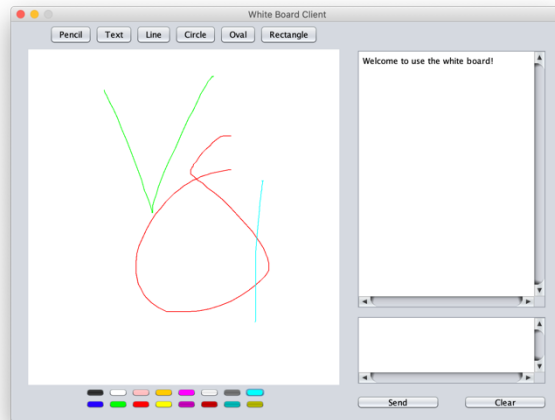 White Board Client
Pencil Text Line Circle Oval Rectangle
Welcome to use the white board!
Send Clear